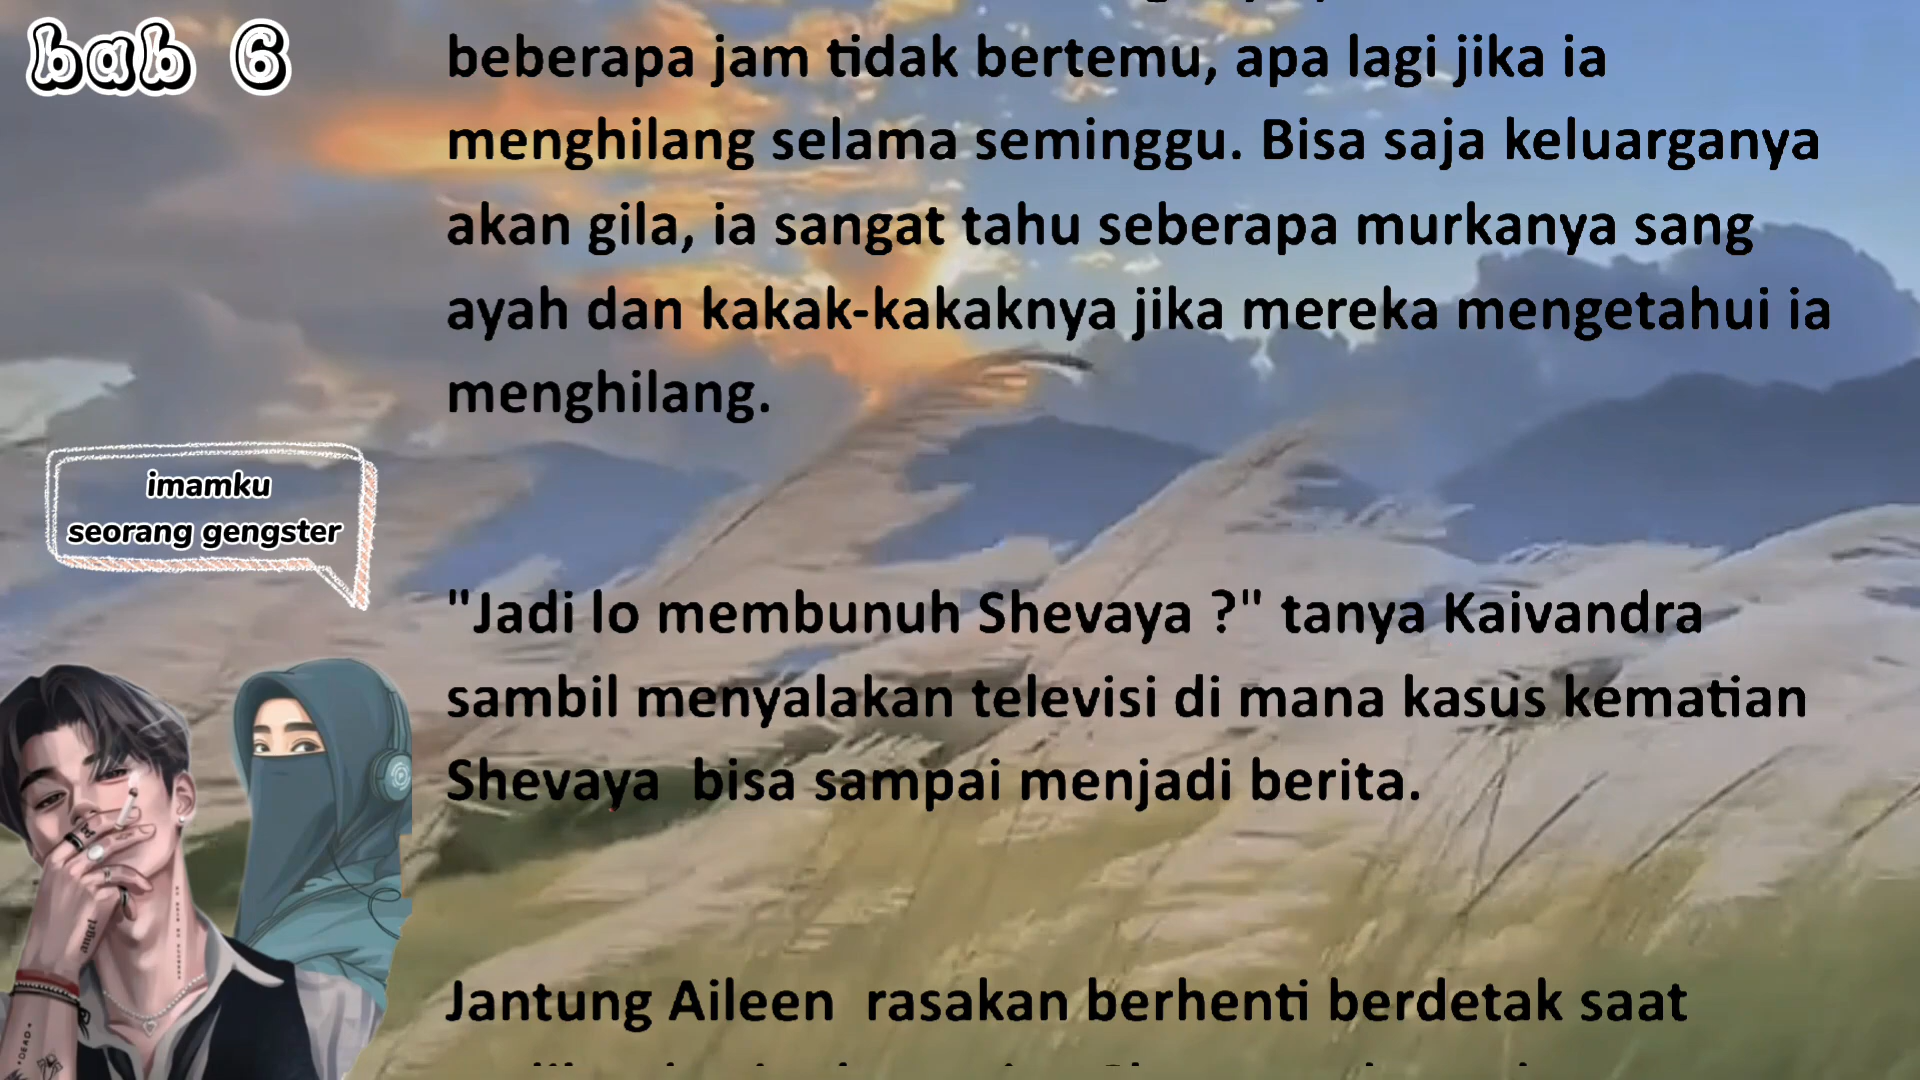 bab 6
beberapa jam tidak bertemu, apa lagi jika ia
menghilang selama seminggu. Bisa saja keluarganya
akan gila, ia sangat tahu seberapa murkanya sang
ayah dan kakak-kakaknya jika mereka mengetahui ia
menghilang.
imamku
seorang gengster
"Jadi lo membunuh Shevaya ?" tanya Kaivandra
sambil menyalakan televisi di mana kasus kematian
Shevaya  bisa sampai menjadi berita.
Jantung Aileen  rasakan berhenti berdetak saat
angel
DEAD